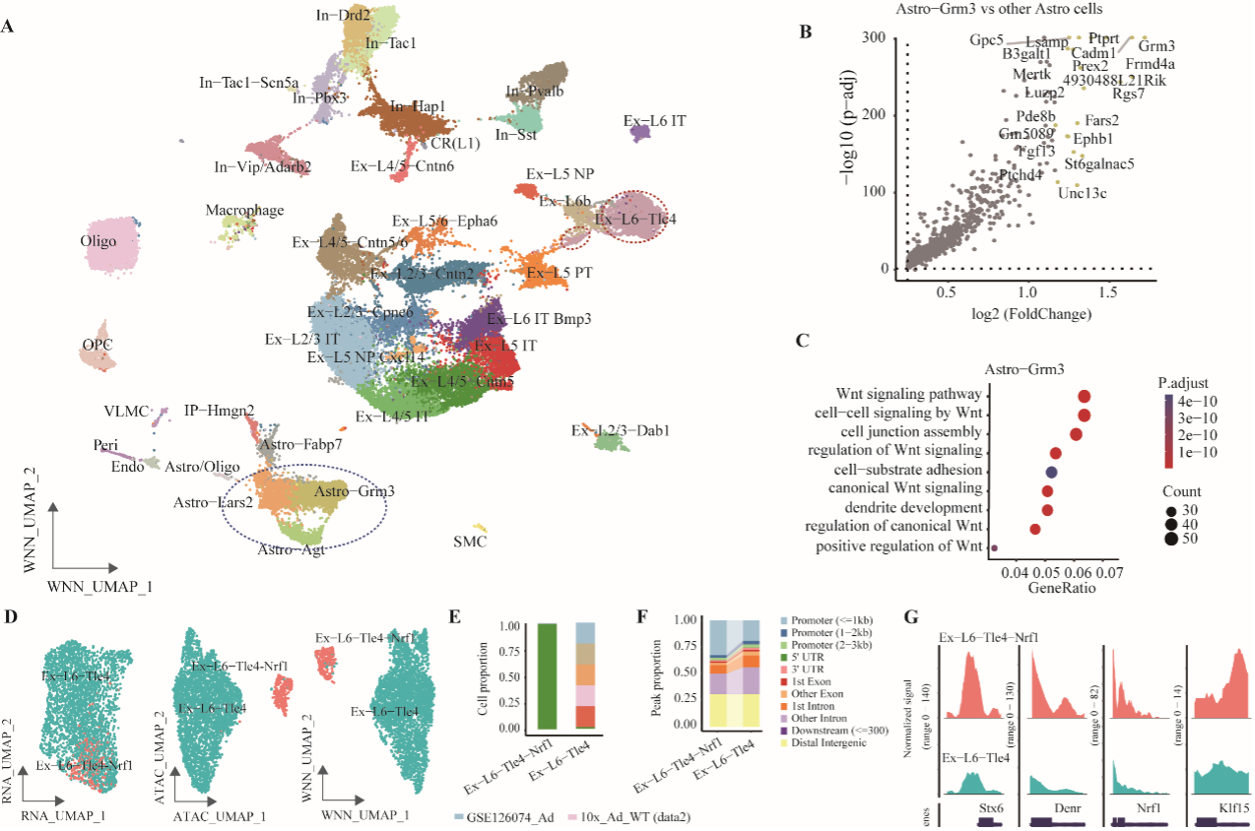 A
In−Drd2
In−Tac1
In−Tac1−Scn5a
In−Pbx3
In−Hap1
In−Pvalb
In−Sst
Ex−L6 IT
CR(L1)
In−Vip/Adarb2
Ex−L4/5−Cntn6
Ex−L5 NP
Ex−L6b
Ex−L6−Tle4
Macrophage
Ex−L5/6−Epha6
Oligo
Ex−L4/5−Cntn5/6
Ex−L2/3−Cntn2
Ex−L5 PT
Ex−L2/3−Cpne6
Ex−L6 IT Bmp3
Ex−L2/3 IT
OPC
Ex−L5 NP Cxcl14
Ex−L5 IT
Ex−L4/5−Cntn5
Ex−L4/5 IT
VLMC
IP−Hmgn2
Ex−L2/3−Dab1
Peri
Astro−Fabp7
Endo
Astro/Oligo
Astro−Grm3
Astro−Lars2
Astro−Agt
SMC
WNN_UMAP_2
WNN_UMAP_1
B
Astro−Grm3 vs other Astro cells
−log10 (p−adj)
300
200
100
0
Gpc5
Lsamp
Ptprt
Grm3
B3galt1
Cadm1
Prex2
Frmd4a
Mertk
4930488L21Rik
Luzp2
Rgs7
Pde8b
Fars2
Gm5089
Ephb1
Fgf13
St6galnac5
Ptchd4
Unc13c
0.5 1.0 1.5
log2 (FoldChange)
C
Astro−Grm3
Wnt signaling pathway
cell−cell signaling by Wnt
cell junction assembly
regulation of Wnt signaling
cell−substrate adhesion
canonical Wnt signaling
dendrite development
regulation of canonical Wnt
positive regulation of Wnt
0.04 0.05 0.06 0.07
GeneRatio
P.adjust
4e−10
3e−10
2e−10
1e−10
Count
30
40
50
D
Ex−L6−Tle4
Ex−L6−Tle4-Nrf1
RNA_UMAP_2
RNA_UMAP_1
Ex−L6−Tle4-Nrf1
Ex−L6−Tle4
ATAC_UMAP_2
ATAC_UMAP_1
Ex−L6−Tle4−Nrf1
Ex−L6−Tle4
WNN_UMAP_2
WNN_UMAP_1
E
Cell proportion
1.00
0.75
0.50
0.25
0.00
Ex−L6−Tle4−Nrf1
Ex−L6−Tle4
GSE126074_Ad
10x_Ad_WT (data2)
F
Peak proportion
1.00
0.75
0.50
0.25
0.00
Ex−L6−Tle4−Nrf1
Ex−L6−Tle4
Promoter (<=1kb)
Promoter (1−2kb)
Promoter (2−3kb)
5' UTR
3' UTR
1st Exon
Other Exon
1st Intron
Other Intron
Downstream (<=300)
Distal Intergenic
G
Ex−L6−Tle4−Nrf1
Normalized signal
(range 0 − 140)
(range 0 − 130)
(range 0 − 82)
(range 0 − 14)
Ex−L6−Tle4
Stx6
Denr
Nrf1
Klf15